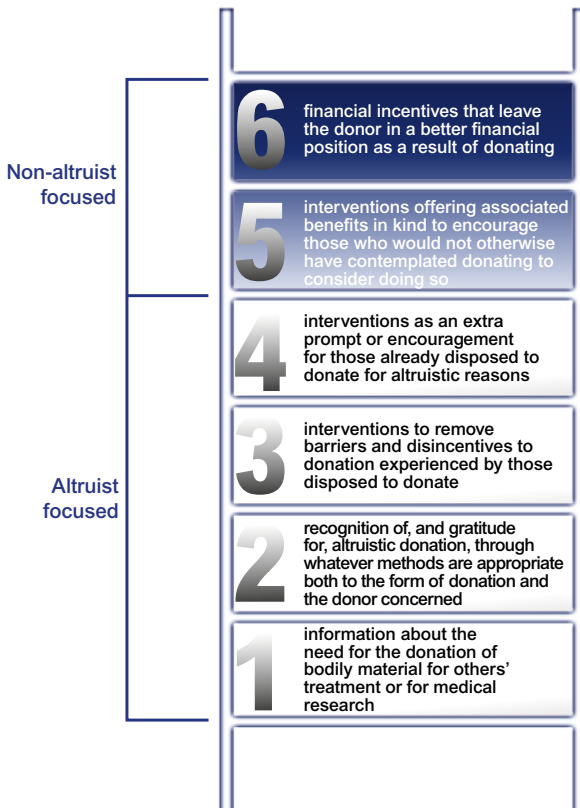 Non-altruist
focused
6
financial incentives that leave
the donor in a better financial
position as a result of donating
5
interventions offering associated
benefits in kind to encourage
those who would not otherwise
have contemplated donating to
consider doing so
Altruist
focused
4
interventions as an extra
prompt or encouragement
for those already disposed to
donate for altruistic reasons
3
interventions to remove
barriers and disincentives to
donation experienced by those
disposed to donate
2
recognition of, and gratitude
for, altruistic donation, through
whatever methods are appropriate
both to the form of donation and
the donor concerned
1
information about the
need for the donation of
bodily material for others’
treatment or for medical
research